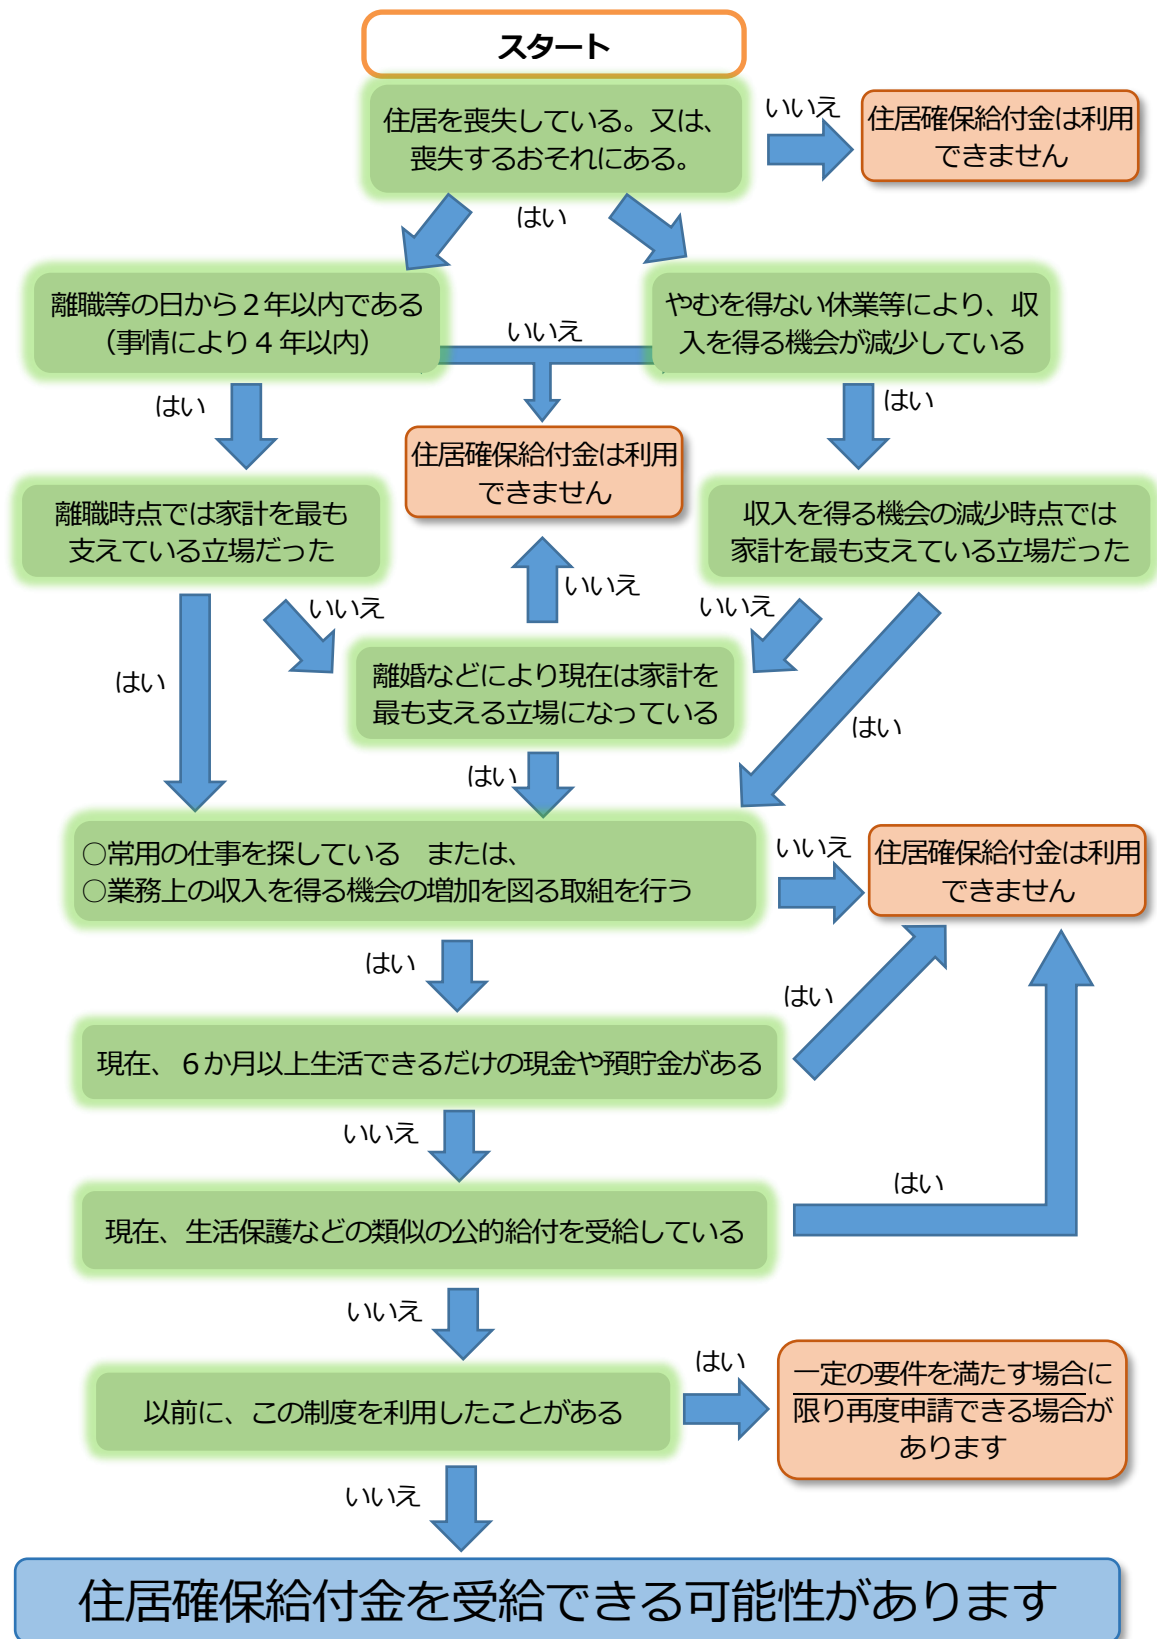 スタート
住居を喪失している。又は、
喪失するおそれにある。
いいえ
住居確保給付金は利用
できません
はい
離職等の日から２年以内である
（事情により４年以内）
いいえ
やむを得ない休業等により、収
入を得る機会が減少している
はい
はい
住居確保給付金は利用
できません
離職時点では家計を最も
支えている立場だった
収入を得る機会の減少時点では
家計を最も支えている立場だった
いいえ
いいえ
いいえ
はい
離婚などにより現在は家計を
最も支える立場になっている
はい
はい
○常用の仕事を探している　または、
○業務上の収入を得る機会の増加を図る取組を行う
いいえ
住居確保給付金は利用
できません
はい
はい
現在、６か月以上生活できるだけの現金や預貯金がある
いいえ
はい
現在、生活保護などの類似の公的給付を受給している
いいえ
以前に、この制度を利用したことがある
はい
一定の要件を満たす場合に
限り再度申請できる場合が
あります
いいえ
住居確保給付金を受給できる可能性があります